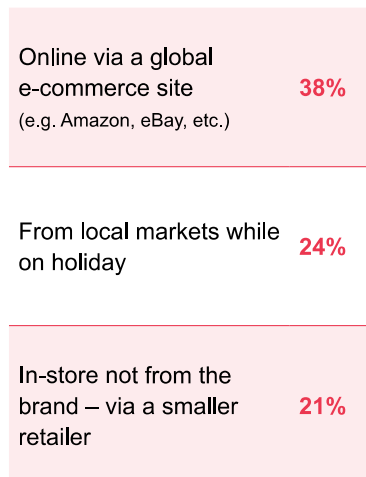 Online via a global
e-commerce site
(e.g. Amazon, eBay, etc.)
38%
From local markets while
on holiday
24%
In-store not from the
brand – via a smaller
retailer
21%